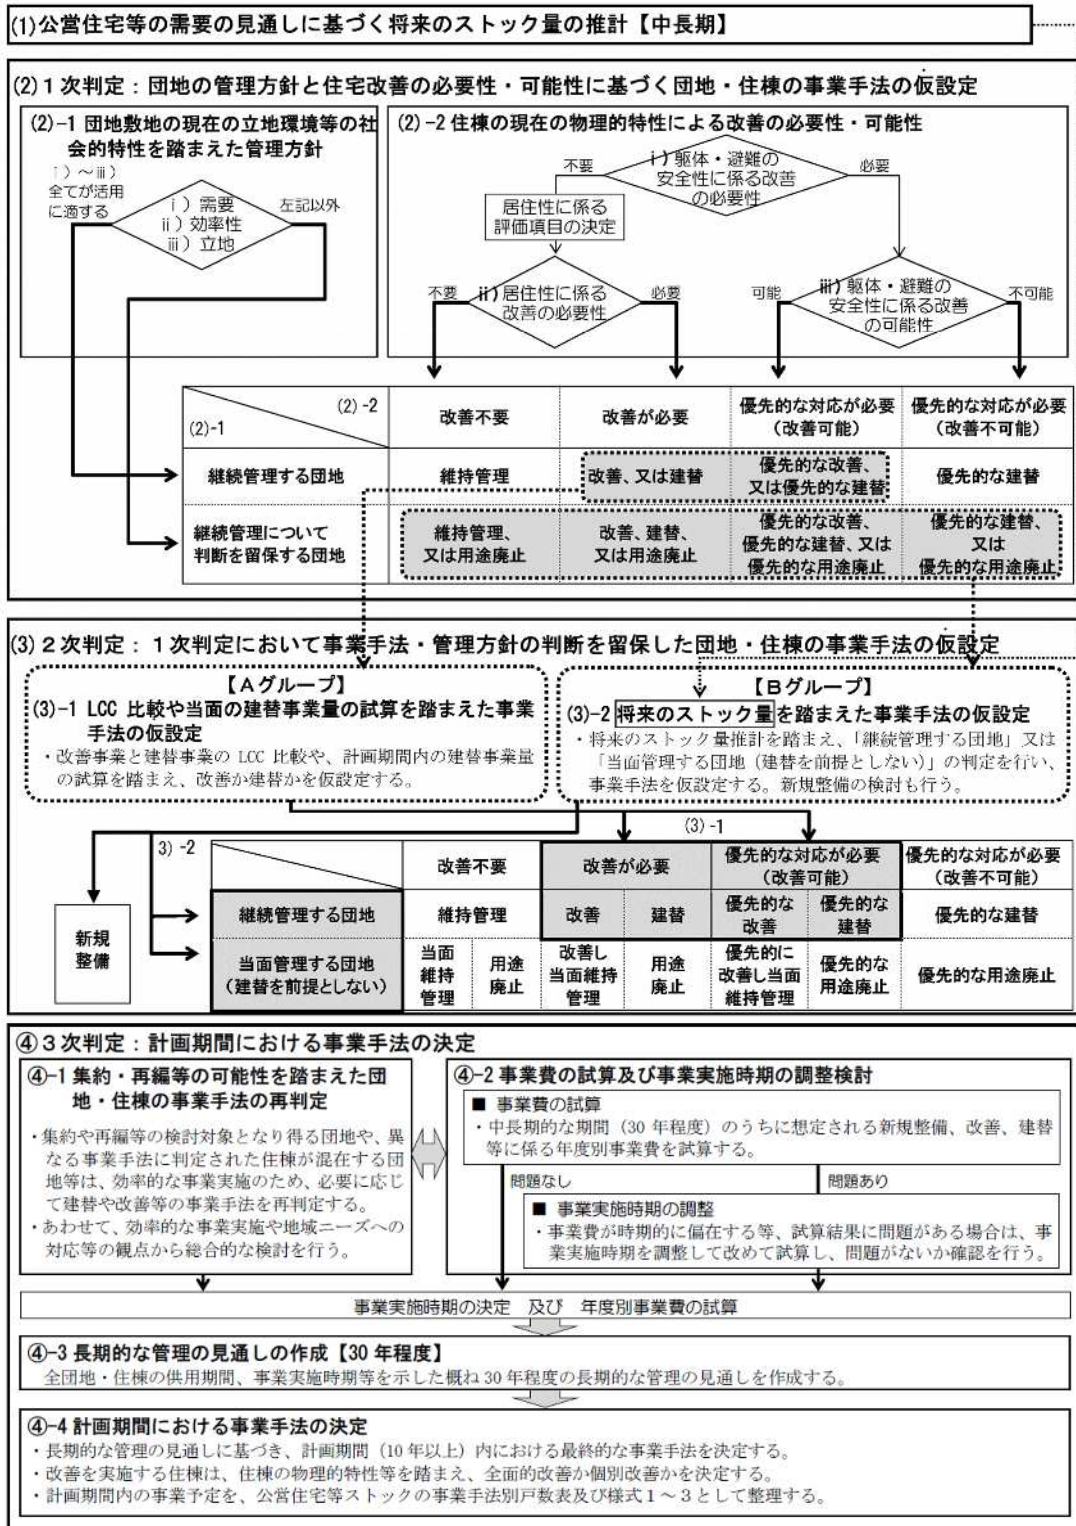 (1)公営住宅等の需要の見通しに基づく将来のストック量の推計【中長期】
(2)1次判定：団地の管理方針と住宅改善の必要性・可能性に基づく団地・住棟の事業手法の仮設定
(2)-1 団地敷地の現在の立地環境等の社
会的特性を踏まえた管理方針
ⅰ）～ⅲ）
全てが活用
に適する
ⅰ）需要
ⅱ）効率性
ⅲ）立地
左記以外
(2)-2 住棟の現在の物理的特性による改善の必要性・可能性
不要
ⅰ）躯体・避難の
安全性に係る改善
の必要性
必要
居住性に係る
評価項目の決定
不要
ⅱ）居住性に係る
改善の必要性
必要
可能
ⅲ）躯体・避難の
安全性に係る改善
の可能性
不可能
(2)-2
(2)-1
改善不要
改善が必要
優先的な対応が必要
（改善可能）
優先的な対応が必要
（改善不可能）
継続管理する団地
維持管理
改善、又は建替
優先的な改善、
又は優先的な建替
優先的な建替
継続管理について
判断を留保する団地
維持管理、
又は用途廃止
改善、建替、
又は用途廃止
優先的な改善、
優先的な建替、又は
優先的な用途廃止
優先的な建替、
又は
優先的な用途廃止
(3)2次判定：1次判定において事業手法・管理方針の判断を留保した団地・住棟の事業手法の仮設定
【Aグループ】
(3)-1 LCC 比較や当面の建替事業量の試算を踏まえた事業
手法の仮設定
・改善事業と建替事業の LCC 比較や、計画期間内の建替事業量
の試算を踏まえ、改善か建替かを仮設定する。
【Bグループ】
(3)-2 将来のストック量を踏まえた事業手法の仮設定
・将来のストック量推計を踏まえ、「継続管理する団地」又は
「当面管理する団地（建替を前提としない）」の判定を行い、
事業手法を仮設定する。新規整備の検討も行う。
(3)-1
3)-2
新規
整備
改善不要
改善が必要
優先的な対応が必要
（改善可能）
優先的な対応が必要
（改善不可能）
継続管理する団地
維持管理
改善
建替
優先的な
改善
優先的な
建替
優先的な建替
当面管理する団地
（建替を前提としない）
当面
維持
管理
用途
廃止
改善し
当面維持
管理
用途
廃止
優先的に
改善し当面
維持管理
優先的な
用途廃止
優先的な用途廃止
④3次判定：計画期間における事業手法の決定
④-1 集約・再編等の可能性を踏まえた団
地・住棟の事業手法の再判定
・集約や再編等の検討対象となり得る団地や、異
なる事業手法に判定された住棟が混在する団
地等は、効率的な事業実施のため、必要に応じ
て建替や改善等の事業手法を再判定する。
・あわせて、効率的な事業実施や地域ニーズへの
対応等の観点から総合的な検討を行う。
④-2 事業費の試算及び事業実施時期の調整検討
■ 事業費の試算
・中長期的な期間（30 年程度）のうちに想定される新規整備、改善、建替
等に係る年度別事業費を試算する。
問題なし
問題あり
■ 事業実施時期の調整
・事業費が時期的に偏在する等、試算結果に問題がある場合は、事
業実施時期を調整して改めて試算し、問題がないか確認を行う。
事業実施時期の決定 及び 年度別事業費の試算
④-3 長期的な管理の見通しの作成【30 年程度】
全団地・住棟の供用期間、事業実施時期等を示した概ね 30 年程度の長期的な管理の見通しを作成する。
④-4 計画期間における事業手法の決定
・長期的な管理の見通しに基づき、計画期間（10 年以上）内における最終的な事業手法を決定する。
・改善を実施する住棟は、住棟の物理的特性等を踏まえ、全面的改善か個別改善かを決定する。
・計画期間内の事業予定を、公営住宅等ストックの事業手法別戸数表及び様式１～３として整理する。